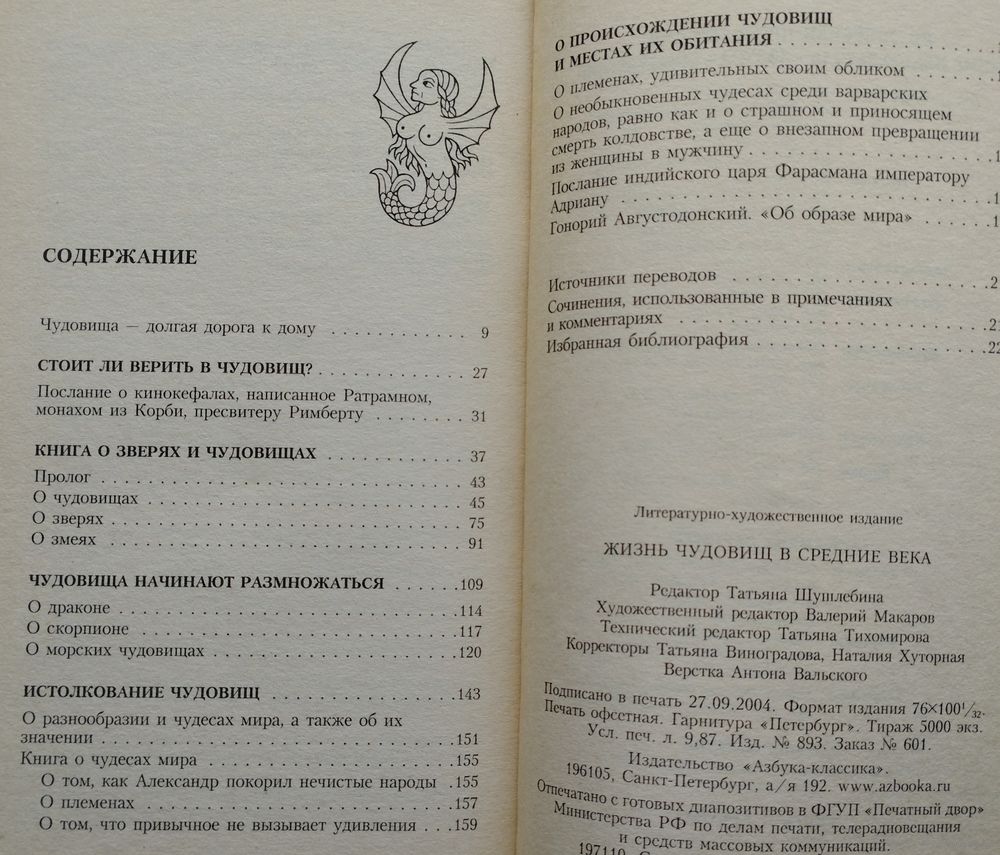 СОДЕРЖАНИЕ
Чудовища — долгая дорога к дому . . . . . . . . . . . . 9
СТОИТ ЛИ ВЕРИТЬ В ЧУДОВИЩ? . . . . . . . . . . . . . 27
Послание о кинокефалах, написанное Ратрамном,
монахом из Корби, пресвитеру Римберту . . . . . . . . 31
КНИГА О ЗВЕРЯХ И ЧУДОВИЩАХ . . . . . . . . . . . . 37
Пролог . . . . . . . . . . . . . . . . . . . . . . . . . . . . . . 43
О чудовищах . . . . . . . . . . . . . . . . . . . . . . . . . . 45
О зверях . . . . . . . . . . . . . . . . . . . . . . . . . . . . . 75
О змеях . . . . . . . . . . . . . . . . . . . . . . . . . . . . . 91
ЧУДОВИЩА НАЧИНАЮТ РАЗМНОЖАТЬСЯ . . . . . .109
О драконе . . . . . . . . . . . . . . . . . . . . . . . . . . . 114
О скорпионе . . . . . . . . . . . . . . . . . . . . . . . . . .117
О морских чудовищах . . . . . . . . . . . . . . . . . . . .120
ИСТОЛКОВАНИЕ ЧУДОВИЩ . . . . . . . . . . . . . . . .143
О разнообразии и чудесах мира, а также об их
значении . . . . . . . . . . . . . . . . . . . . . . . . . . . .151
Книга о чудесах мира . . . . . . . . . . . . . . . . . . . .155
О том, как Александр покорил нечистые народы . .155
О племенах . . . . . . . . . . . . . . . . . . . . . . . . .157
О том, что привычное не вызывает удивления . . .159
О ПРОИСХОЖДЕНИИ ЧУДОВИЩ
И МЕСТАХ ИХ ОБИТАНИЯ . . . . . . . . . . . . . . . .
О племенах, удивительных своим обликом . . . . . . . 1
О необыкновенных чудесах среди варварских
народов, равно как и о страшном и приносящем
смерть колдовстве, а еще о внезапном превращении
из женщины в мужчину . . . . . . . . . . . . . . . . . . . 1
Послание индийского царя Фарасмана императору
Адриану . . . . . . . . . . . . . . . . . . . . . . . . . . . . . 1
Гонорий Августодонский. «Об образе мира» . . . . . . 1
Источники переводов . . . . . . . . . . . . . . . . . . . . . 2
Сочинения, использованные в примечаниях
и комментариях . . . . . . . . . . . . . . . . . . . . . . . .21
Избранная библиография . . . . . . . . . . . . . . . . . .22
Литературно-художественное издание
ЖИЗНЬ ЧУДОВИЩ В СРЕДНИЕ ВЕКА
Редактор Татьяна Шушлебина
Художественный редактор Валерий Макаров
Технический редактор Татьяна Тихомирова
Корректоры Татьяна Виноградова, Наталия Хуторная
Верстка Антона Вальского
Подписано в печать 27.09.2004. Формат издания 76×100¹/₃₂.
Печать офсетная. Гарнитура «Петербург». Тираж 5000 экз.
Усл. печ. л. 9,87. Изд. № 893. Заказ № 601.
Издательство «Азбука-классика».
196105, Санкт-Петербург, а/я 192. www.azbooka.ru
Отпечатано с готовых диапозитивов в ФГУП «Печатный двор»
Министерства РФ по делам печати, телерадиовещания
и средств массовых коммуникаций.
197110,